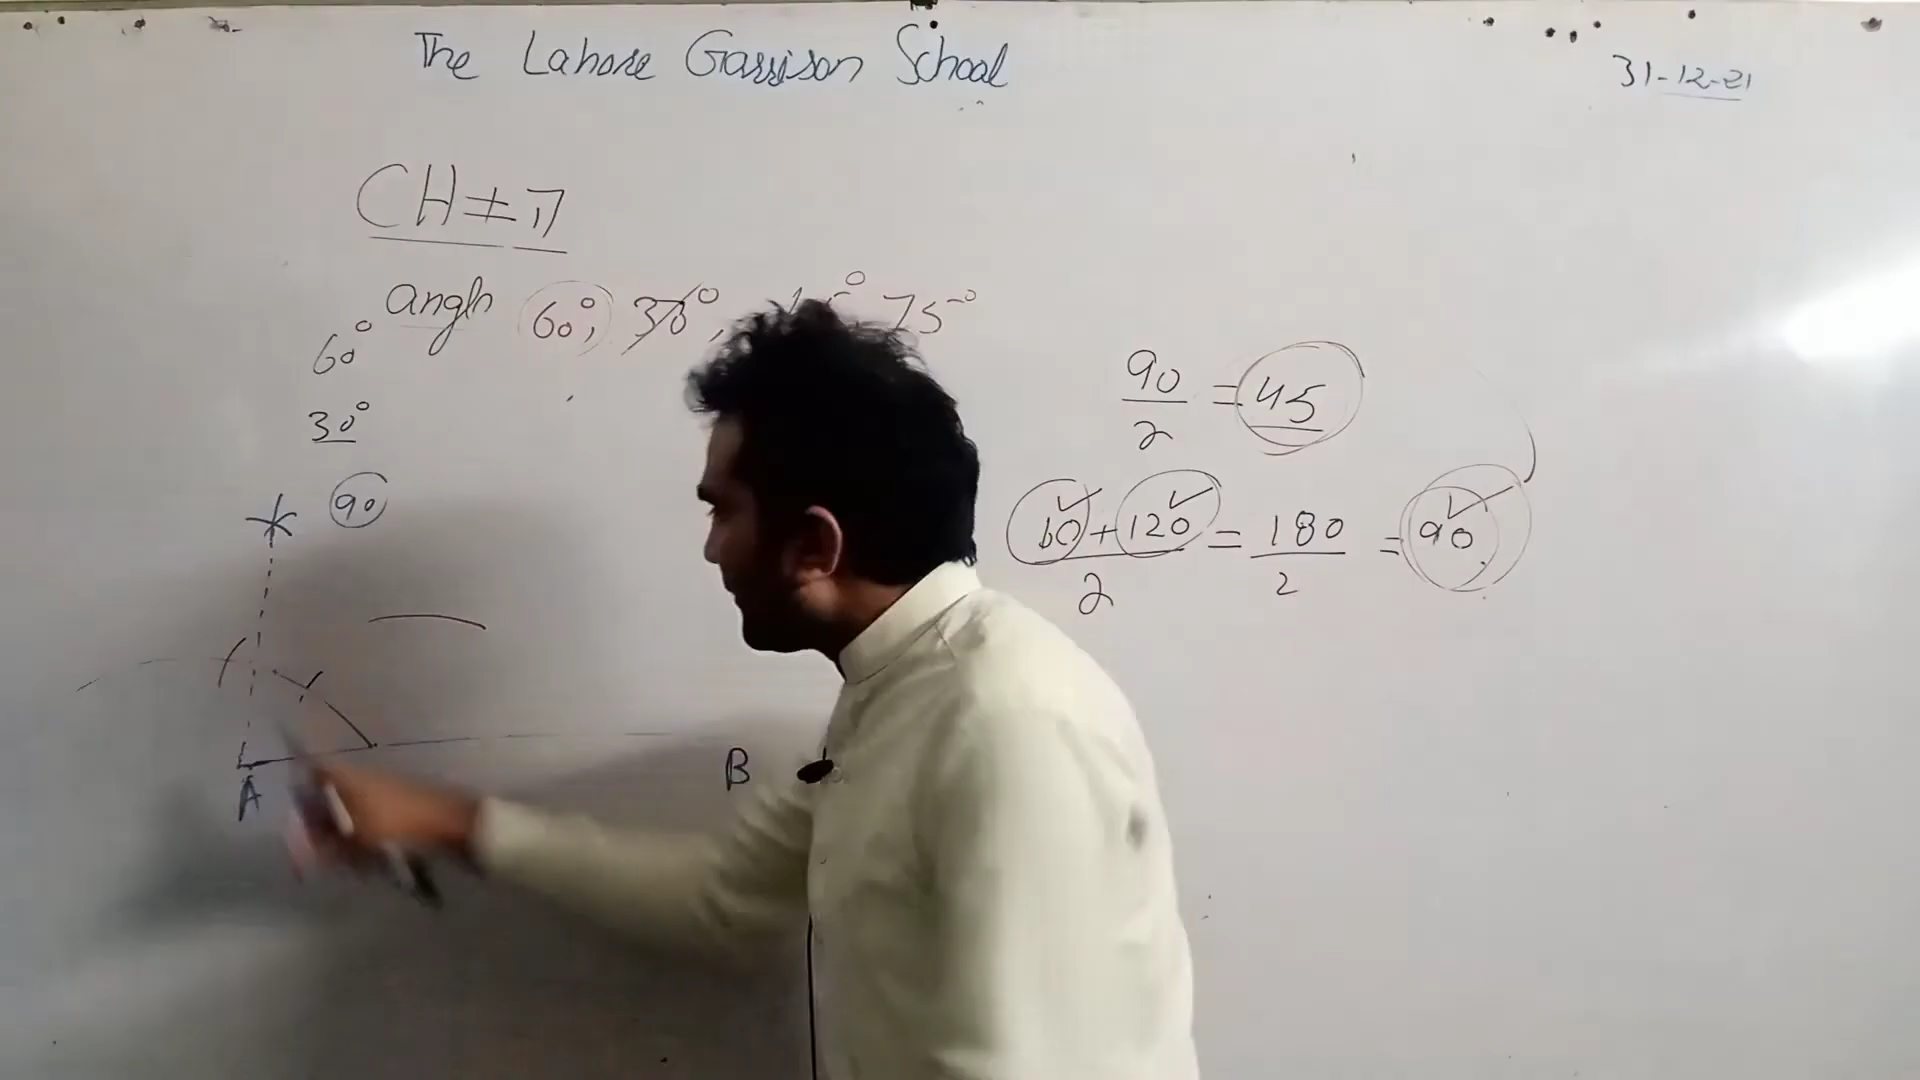 The Lahore Garrison School
31-12-21
CH # 17
angle 60°, 30°, 75°
60°
30°
90
90/2 = 45
60+120/2 = 180/2 = 90
A
B